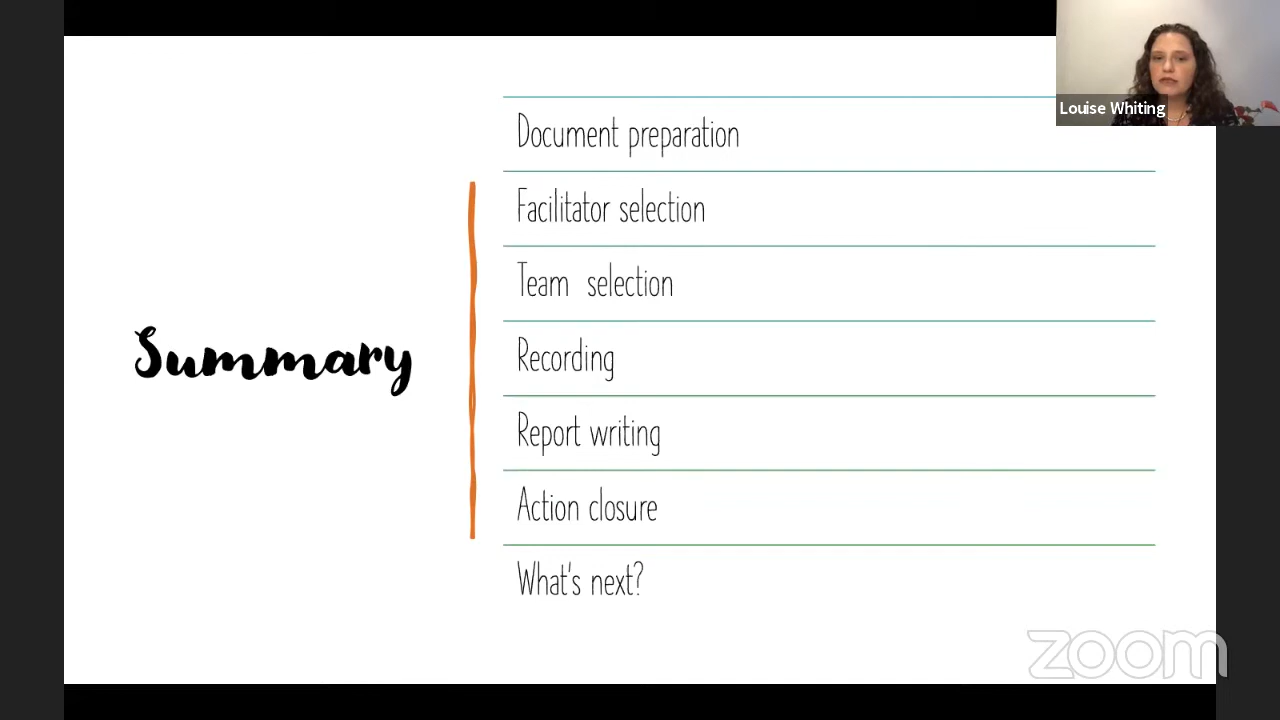 Louise Whiting
Document preparation
Facilitator selection
Team selection
Summary
Recording
Report writing
Action closure
What's next?
zoom